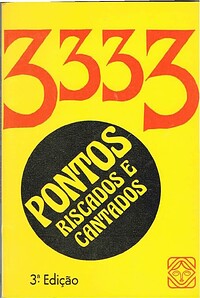 3333
PONTOS
RISCADOS E
CANTADOS
3ª Edição